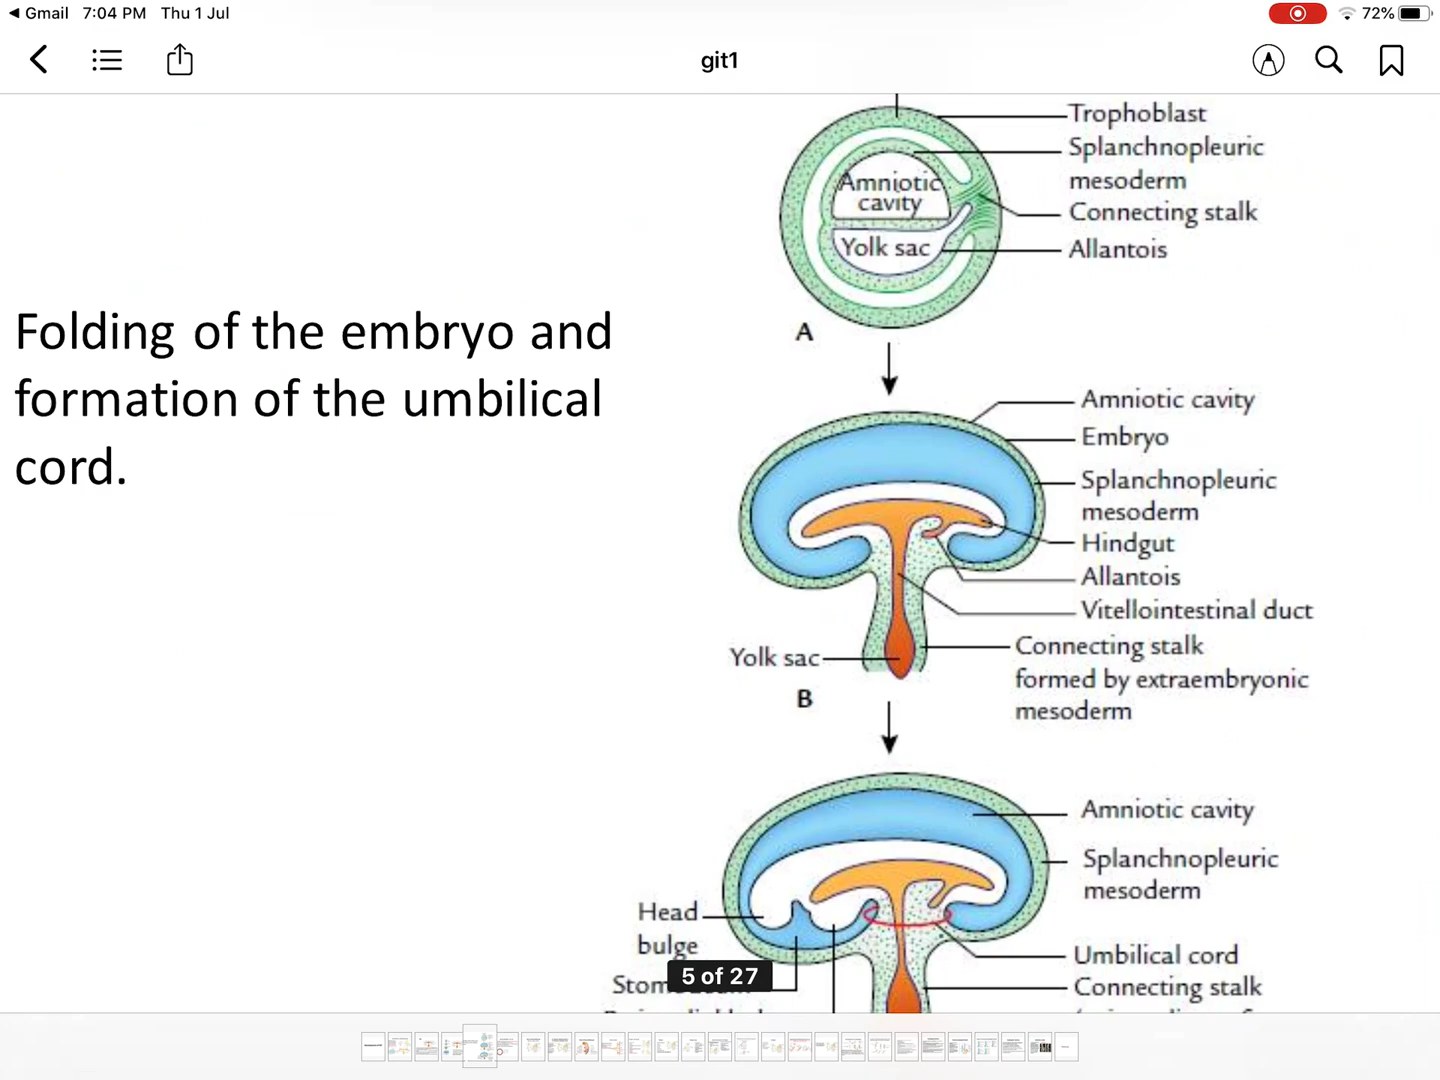 Gmail 7:04 PM Thu 1 Jul
72%
git1
Folding of the embryo and
formation of the umbilical
cord.
Trophoblast
Splanchnopleuric
mesoderm
Connecting stalk
Allantois
Amniotic
cavity
Yolk sac
A
Amniotic cavity
Embryo
Splanchnopleuric
mesoderm
Hindgut
Allantois
Vitellointestinal duct
Connecting stalk
formed by extraembryonic
mesoderm
Yolk sac
B
Amniotic cavity
Splanchnopleuric
mesoderm
Head
bulge
Umbilical cord
Connecting stalk
5 of 27